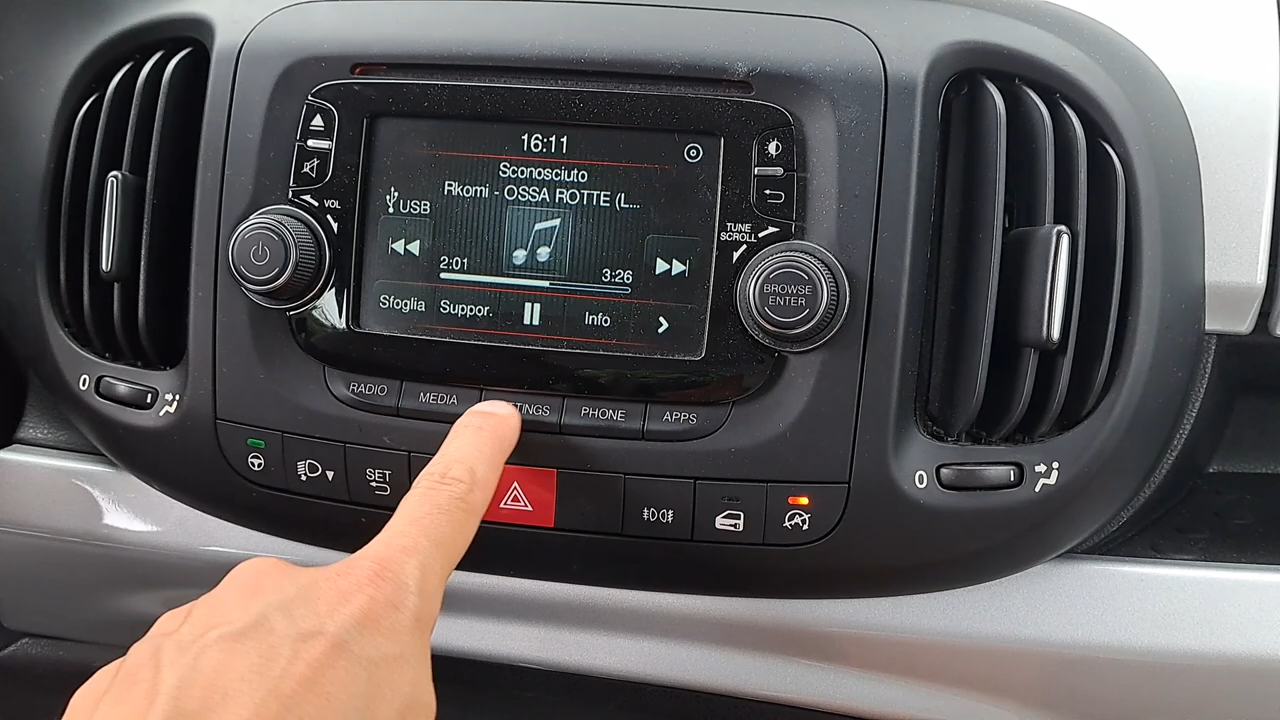 16:11
Sconosciuto
Rkomi - OSSA ROTTE (L...
USB
2:01
3:26
Sfoglia
Suppor.
Info
VOL
TUNE
SCROLL
BROWSE
ENTER
RADIO
MEDIA
PHONE
APPS
0
SET
0